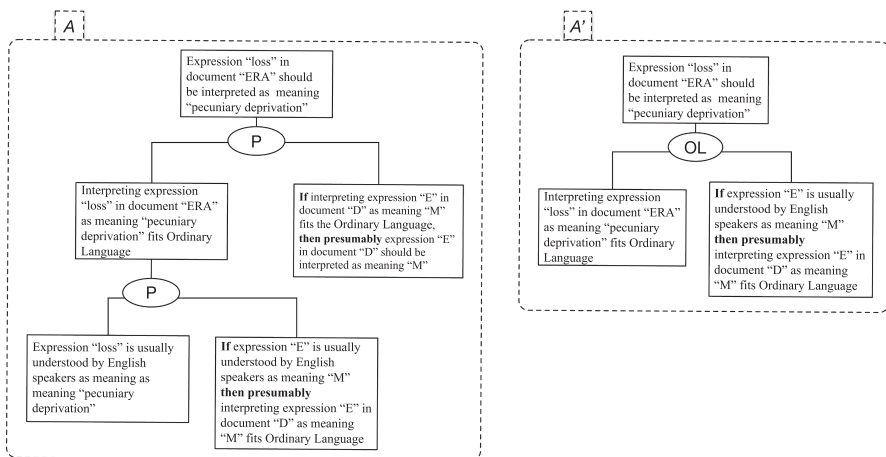 A
Expression “loss” in
document “ERA” should
be interpreted as meaning
“pecuniary deprivation”
P
Interpreting expression
“loss” in document “ERA”
as meaning “pecuniary
deprivation” fits Ordinary
Language
If interpreting expression “E” in
document “D” as meaning “M”
fits the Ordinary Language,
then presumably expression “E”
in document “D” should be
interpreted as meaning “M”
P
Expression “loss” is usually
understood by English
speakers as meaning as
meaning “pecuniary
deprivation”
If expression “E” is usually
understood by English
speakers as meaning “M”
then presumably
interpreting expression “E” in
document “D” as meaning
“M” fits Ordinary Language
A’
Expression “loss” in
document “ERA” should
be interpreted as meaning
“pecuniary deprivation”
OL
Interpreting expression
“loss” in document “ERA”
as meaning “pecuniary
deprivation” fits Ordinary
Language
If expression “E” is usually
understood by English
speakers as meaning “M”
then presumably
interpreting expression “E” in
document “D” as meaning
“M” fits Ordinary Language